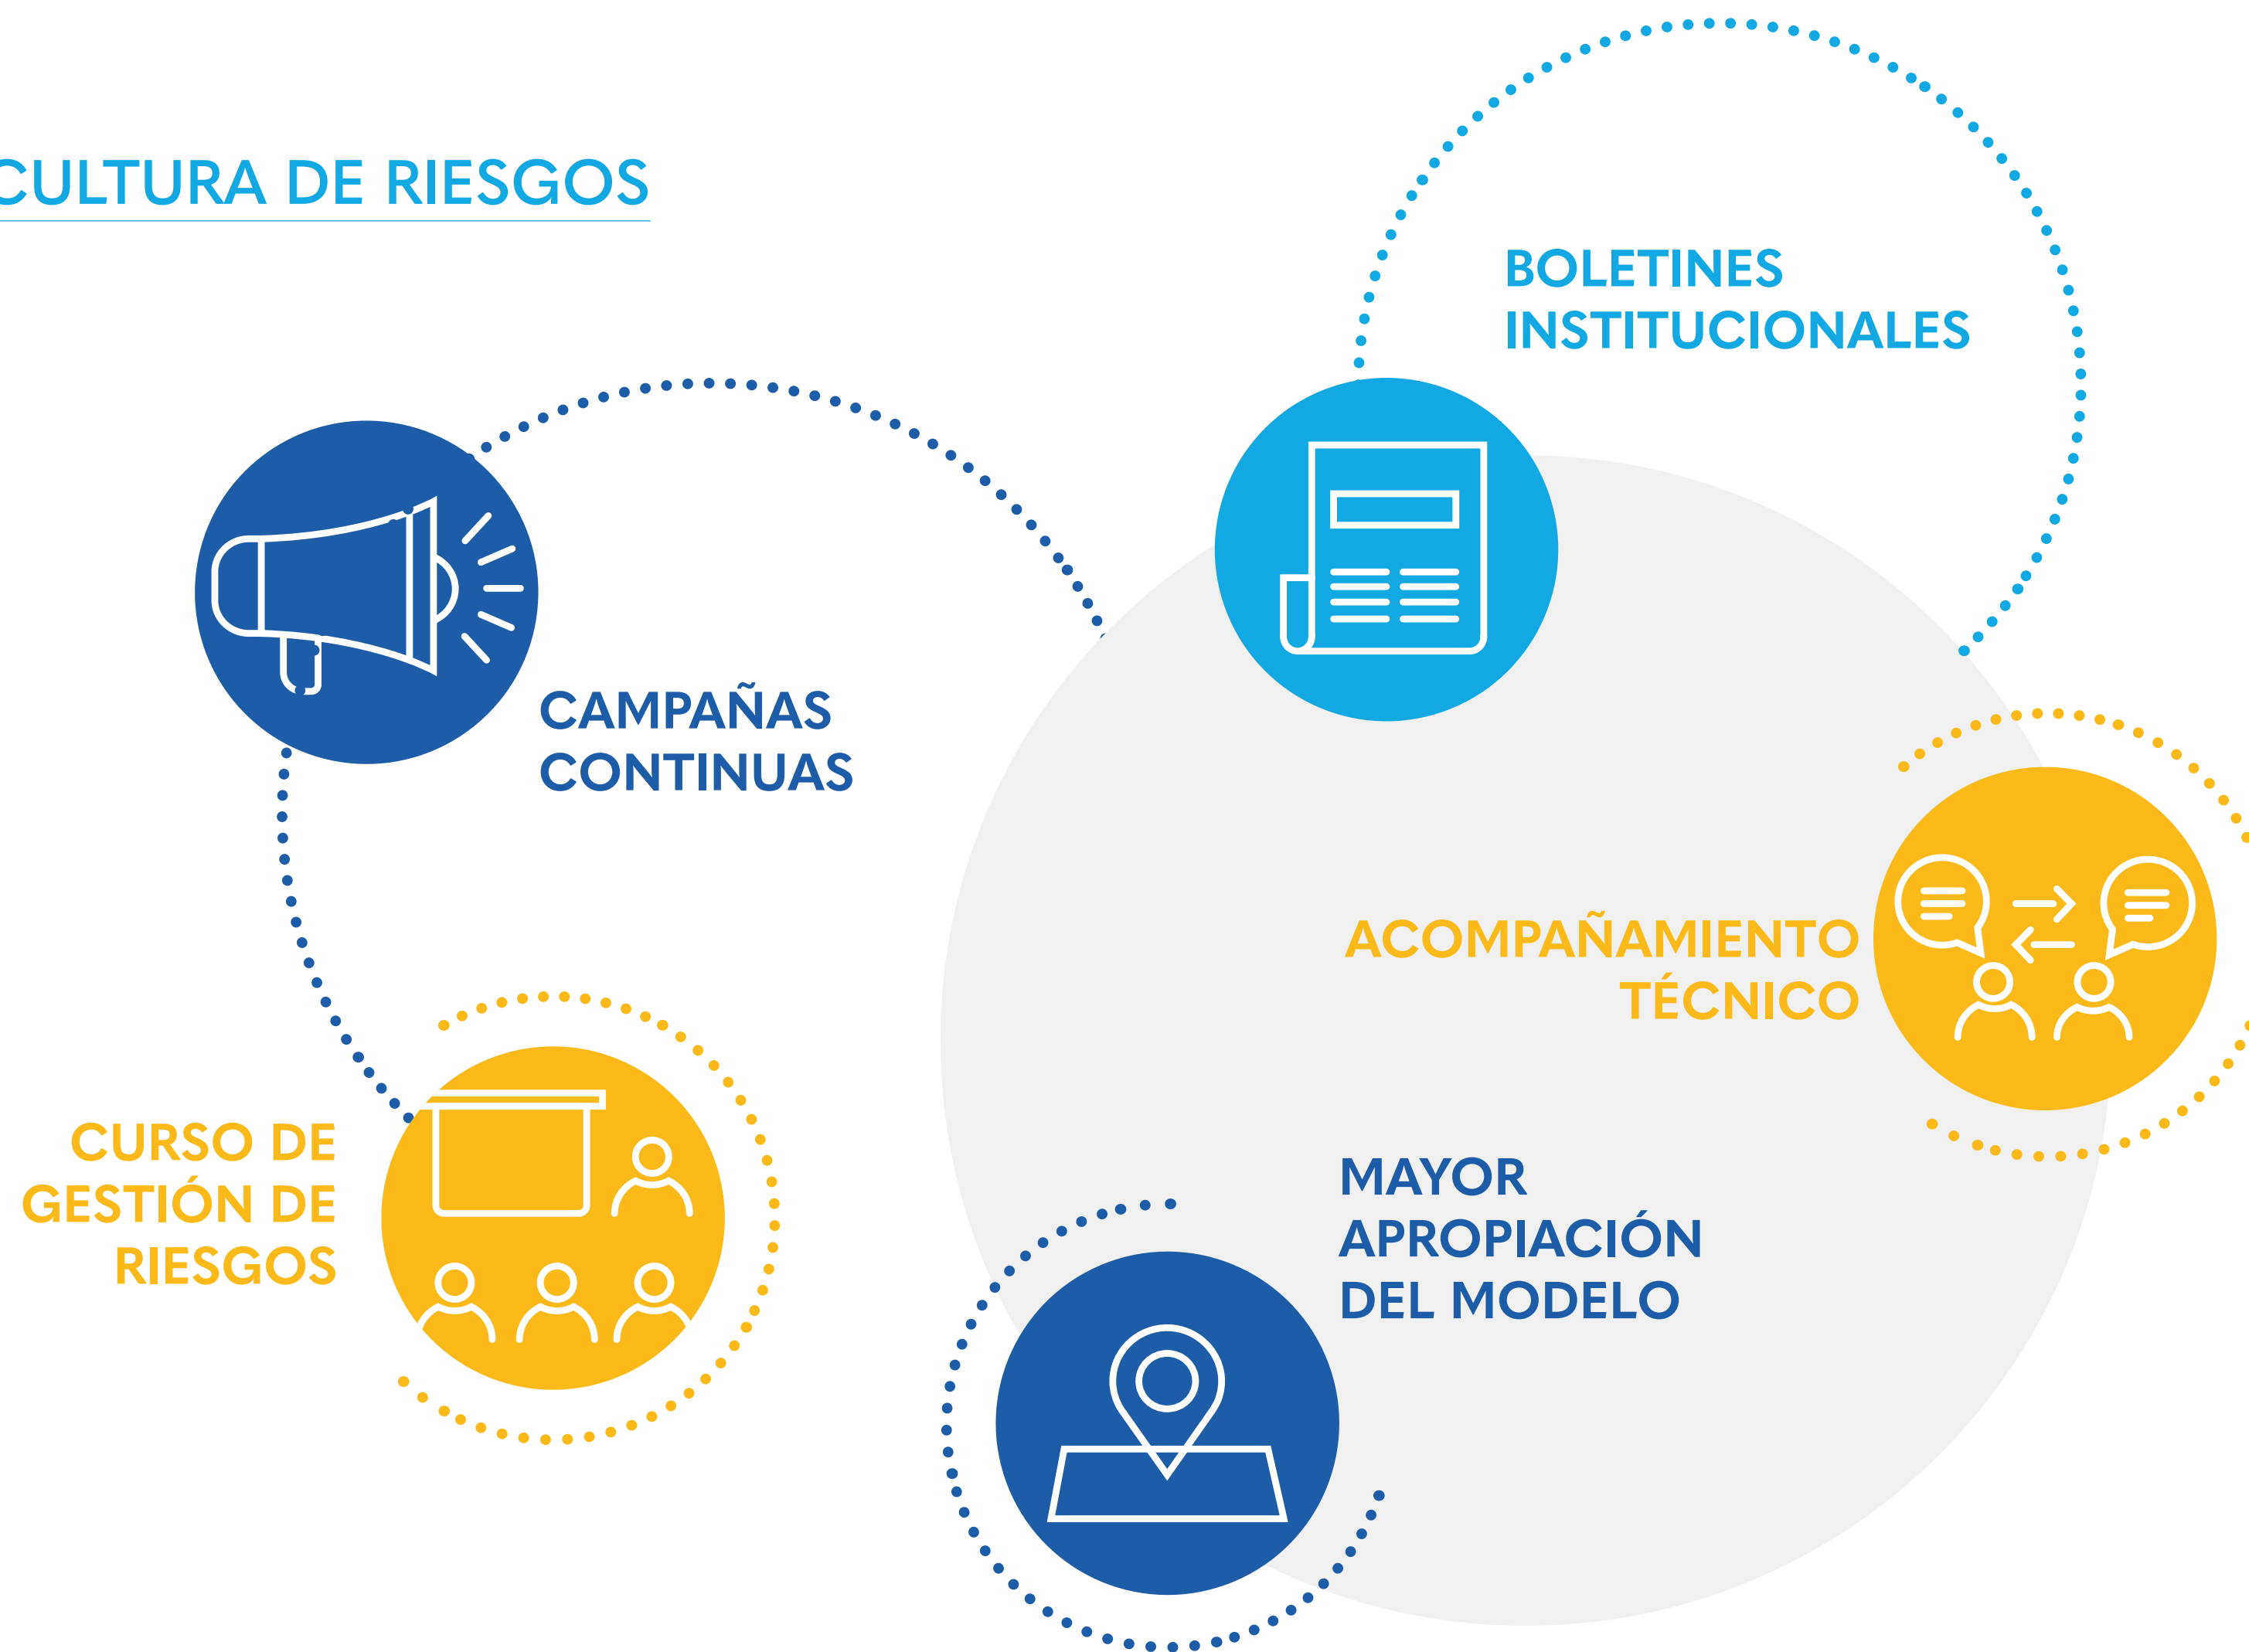 CULTURA DE RIESGOS
BOLETINES
INSTITUCIONALES
CAMPAÑAS
CONTINUAS
ACOMPAÑAMIENTO
TÉCNICO
CURSO DE
GESTIÓN DE
RIESGOS
MAYOR
APROPIACIÓN
DEL MODELO